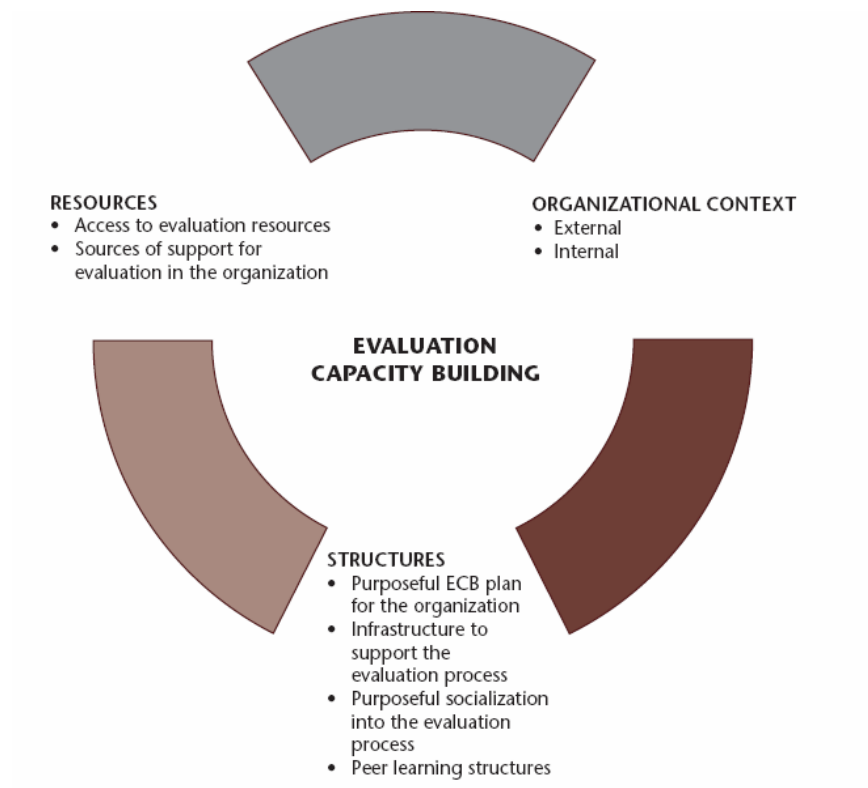 RESOURCES
• Access to evaluation resources
• Sources of support for
evaluation in the organization
ORGANIZATIONAL CONTEXT
• External
• Internal
EVALUATION
CAPACITY BUILDING
STRUCTURES
• Purposeful ECB plan
for the organization
• Infrastructure to
support the
evaluation process
• Purposeful socialization
into the evaluation
process
• Peer learning structures